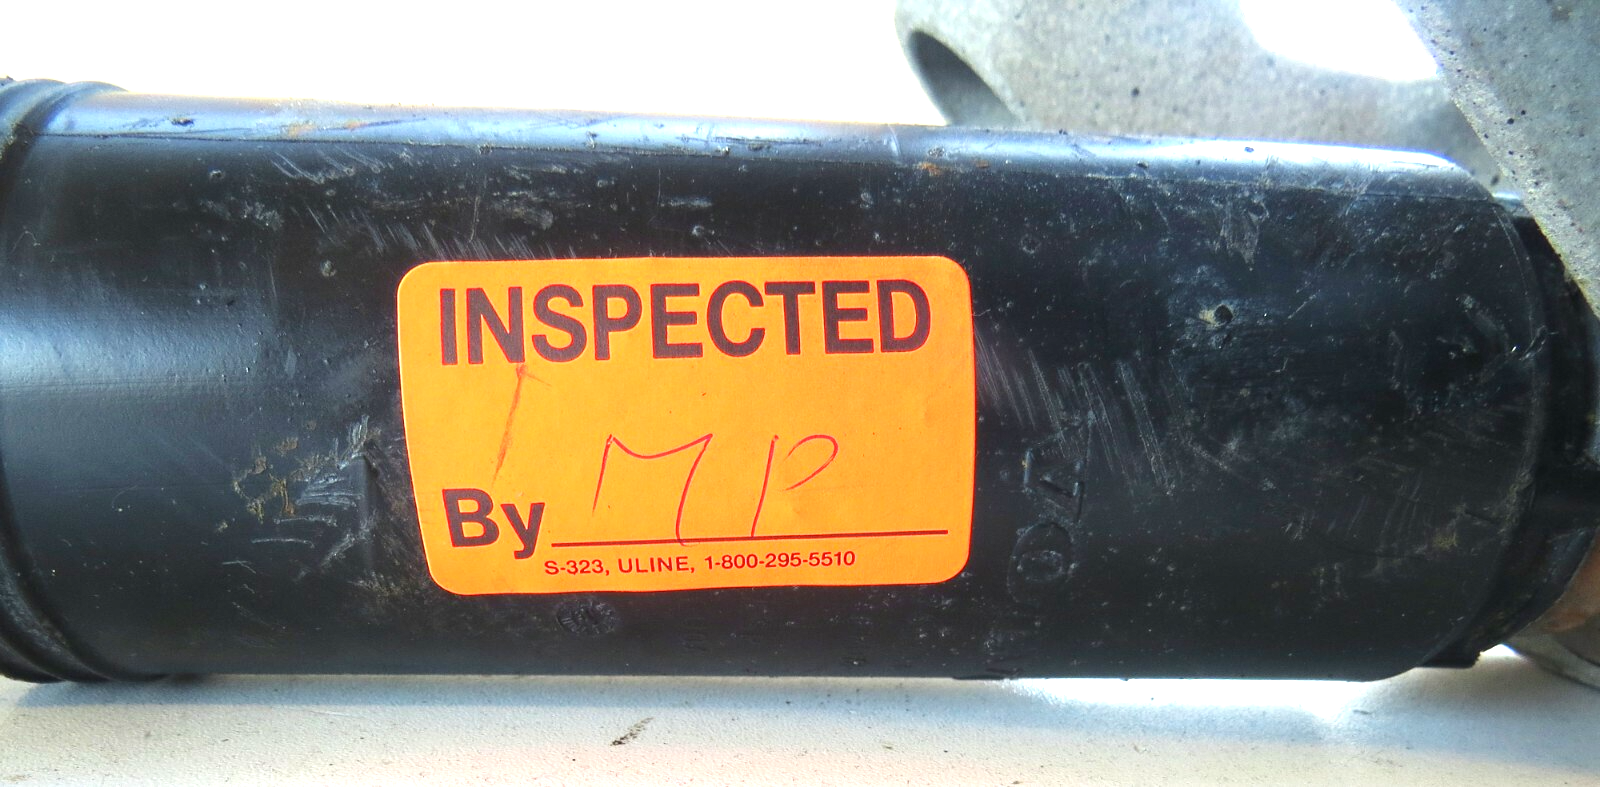 INSPECTED
By MP
S-323, ULINE, 1-800-295-5510